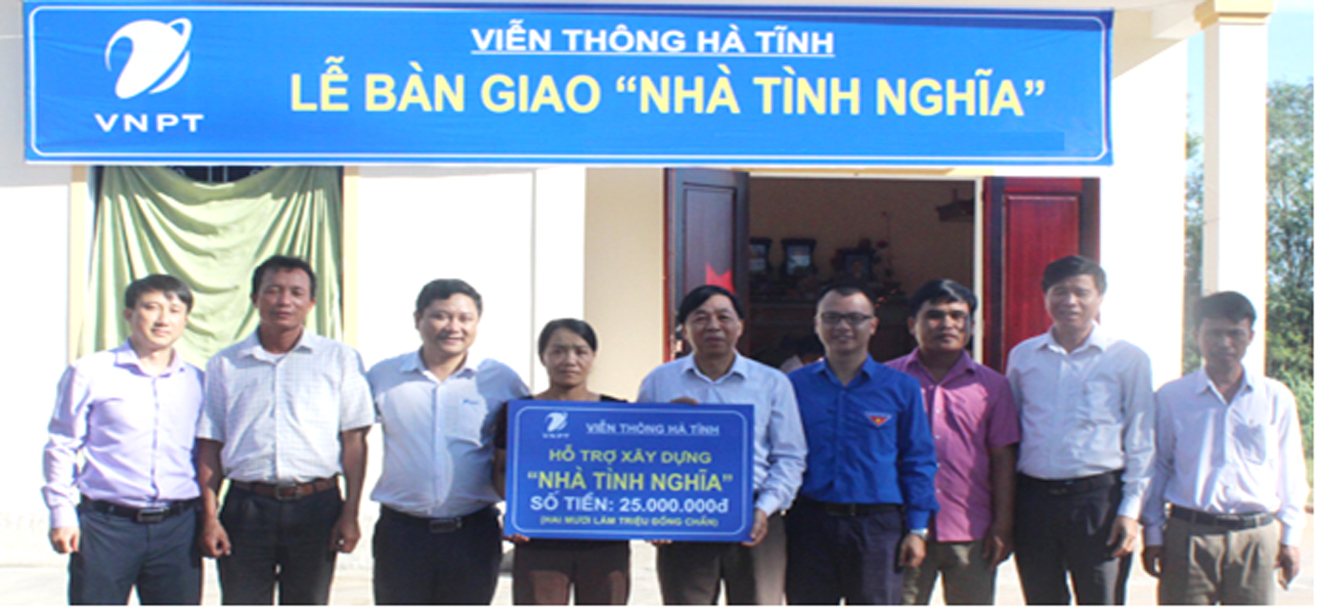 VIỄN THÔNG HÀ TĨNH
LỄ BÀN GIAO “NHÀ TÌNH NGHĨA”
VNPT
VNPT
VIỄN THÔNG HÀ TĨNH
HỖ TRỢ XÂY DỰNG
“NHÀ TÌNH NGHĨA”
SỐ TIỀN: 25.000.000đ
(HAI MƯƠI LĂM TRIỆU ĐỒNG CHẴN)